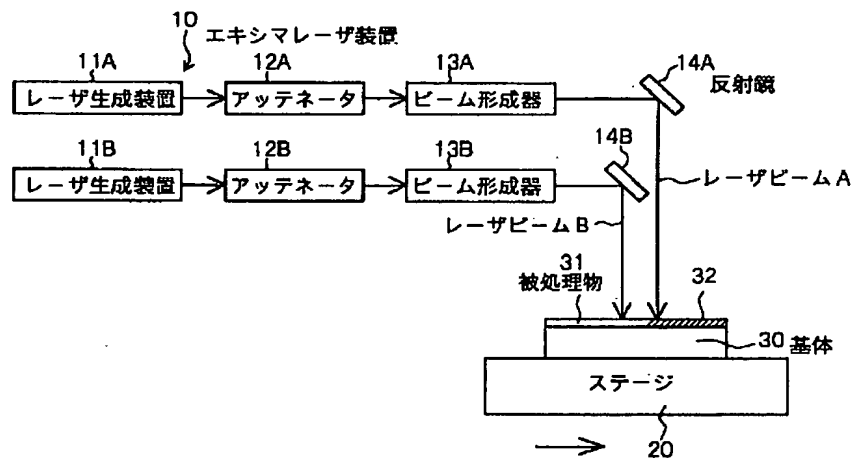 10
エキシマレーザ装置
11A
12A
13A
14A
反射鏡
レーザ生成装置
アッテネータ
ビーム形成器
11B
12B
13B
14B
レーザ生成装置
アッテネータ
ビーム形成器
レーザビームA
レーザビームB
31
被処理物
32
30 基体
ステージ
20